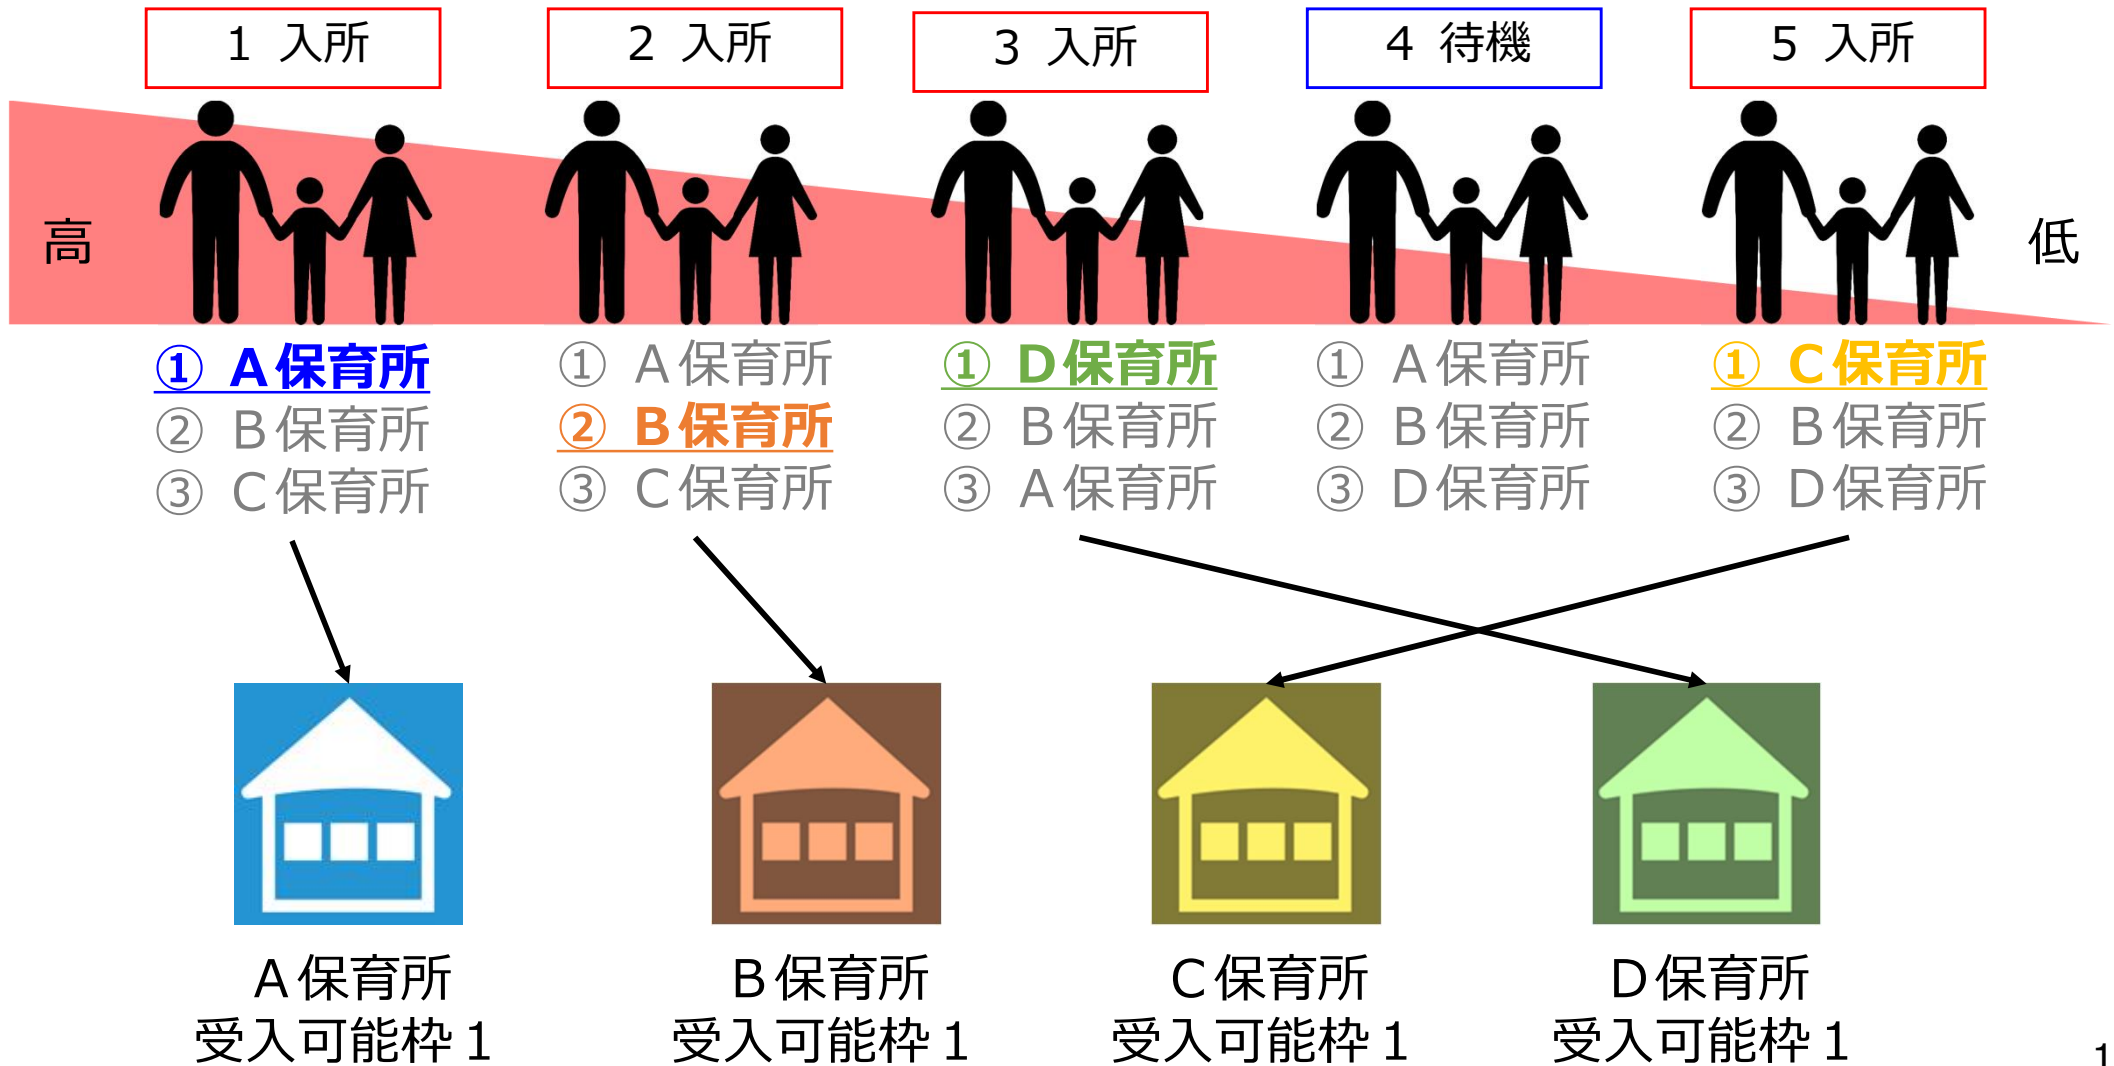 1 入所
2 入所
3 入所
4 待機
5 入所
高
低
① A保育所
② B保育所
③ C保育所
① A保育所
② B保育所
③ C保育所
① D保育所
② B保育所
③ A保育所
① A保育所
② B保育所
③ D保育所
① C保育所
② B保育所
③ D保育所
A保育所
受入可能枠1
B保育所
受入可能枠1
C保育所
受入可能枠1
D保育所
受入可能枠1
1